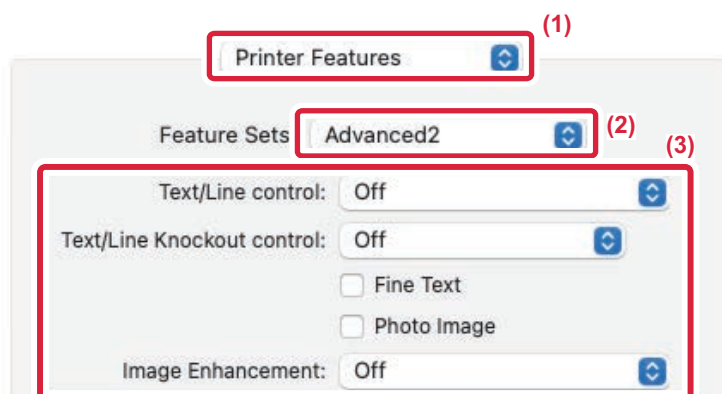 (1)
Printer Features
Feature Sets Advanced2 (2)
(3)
Text/Line control: Off
Text/Line Knockout control: Off
Fine Text
Photo Image
Image Enhancement: Off